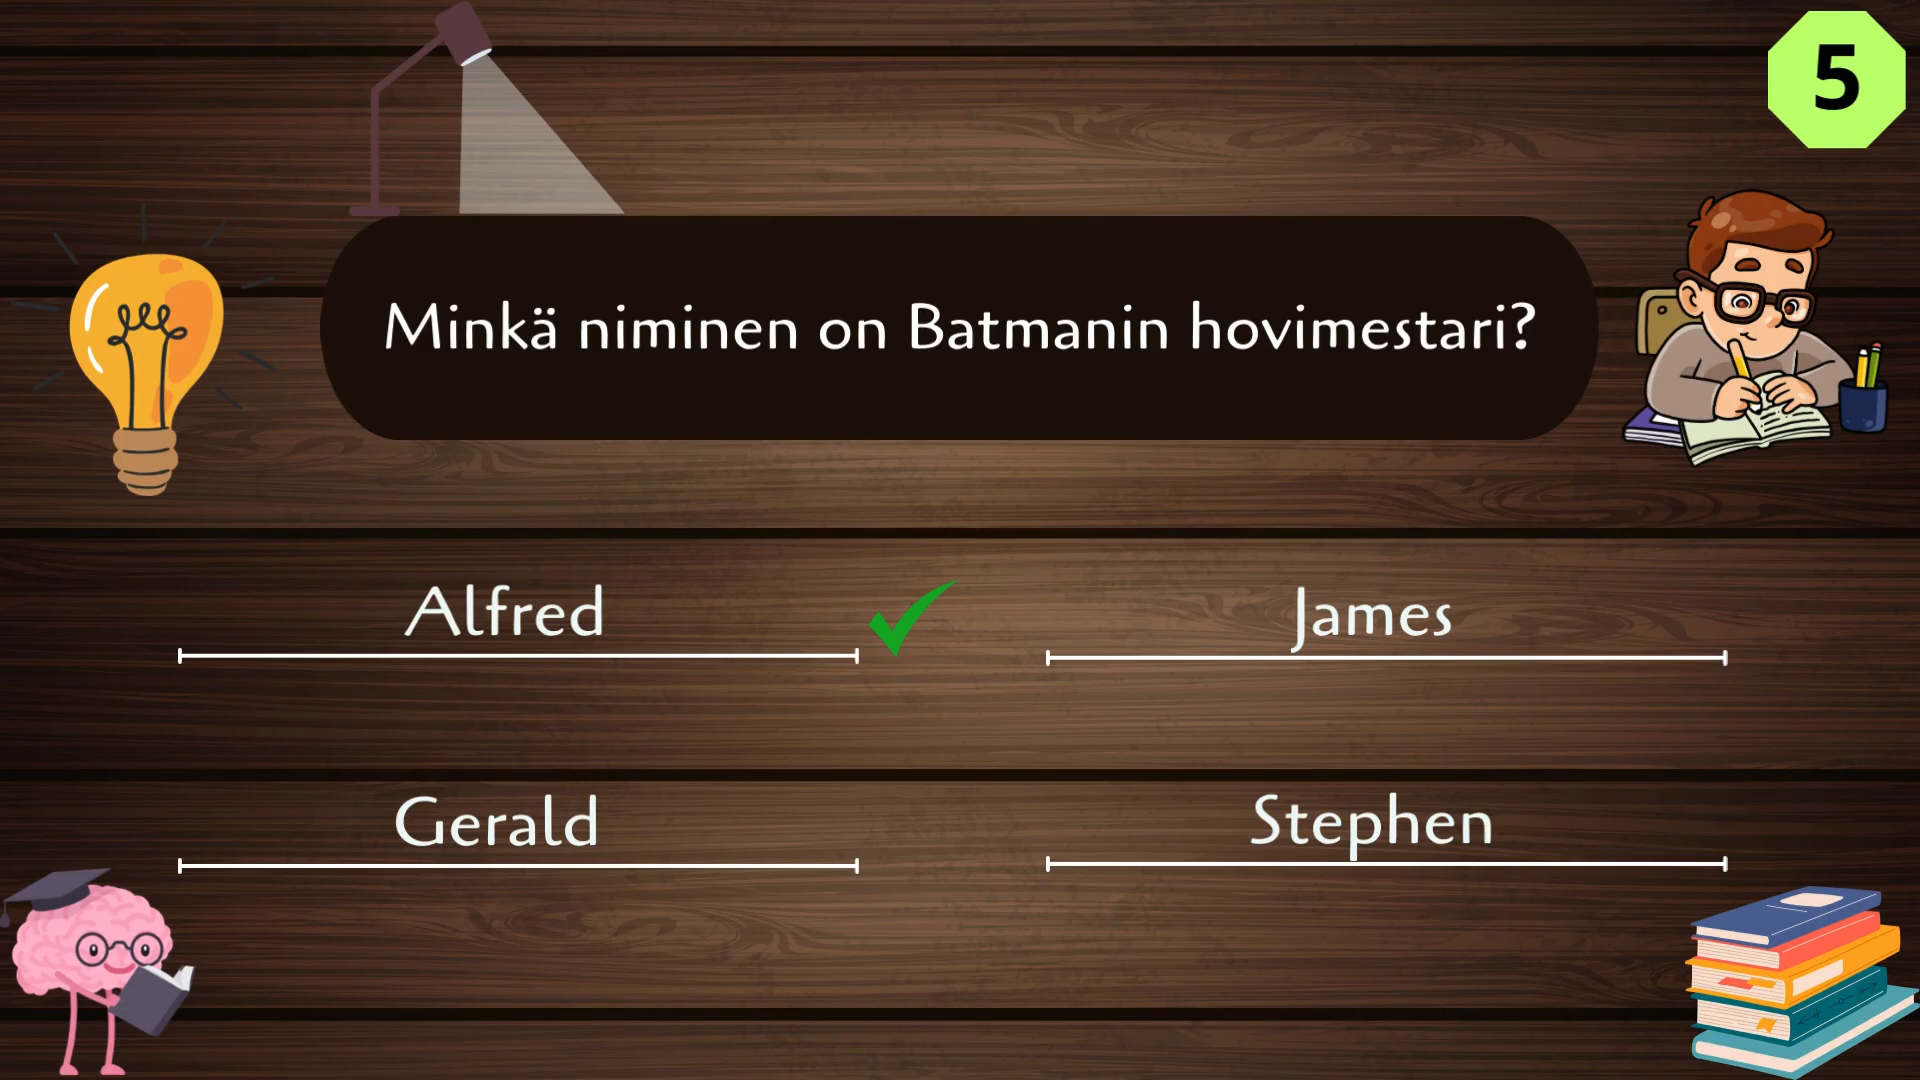 5
Minkä niminen on Batmanin hovimestari?
Alfred
James
Gerald
Stephen